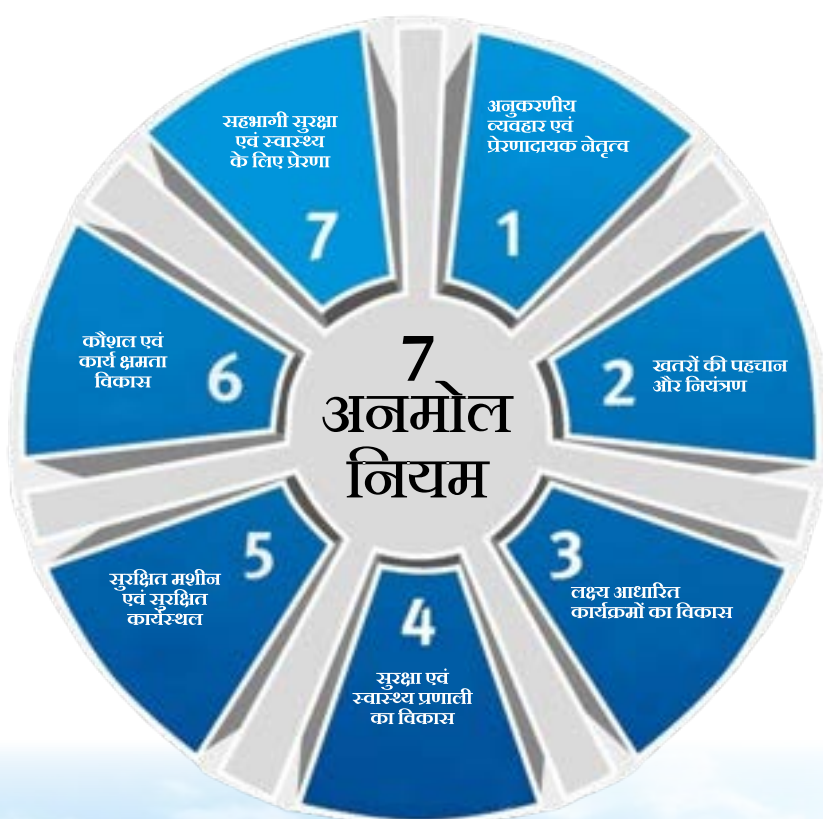 7
अनमोल
नियम
अनुकरणीय
व्यवहार एवं
प्रेरणादायक नेतृत्व
1
2
खतरों की पहचान
और नियंत्रण
3
लक्ष्य आधारित
कार्यक्रमों का विकास
4
सुरक्षा एवं
स्वास्थ्य प्रणाली
का विकास
5
सुरक्षित मशीन
एवं सुरक्षित
कार्यस्थल
कौशल एवं
कार्य क्षमता
विकास
6
सहभागी सुरक्षा
एवं स्वास्थ्य
के लिए प्रेरणा
7